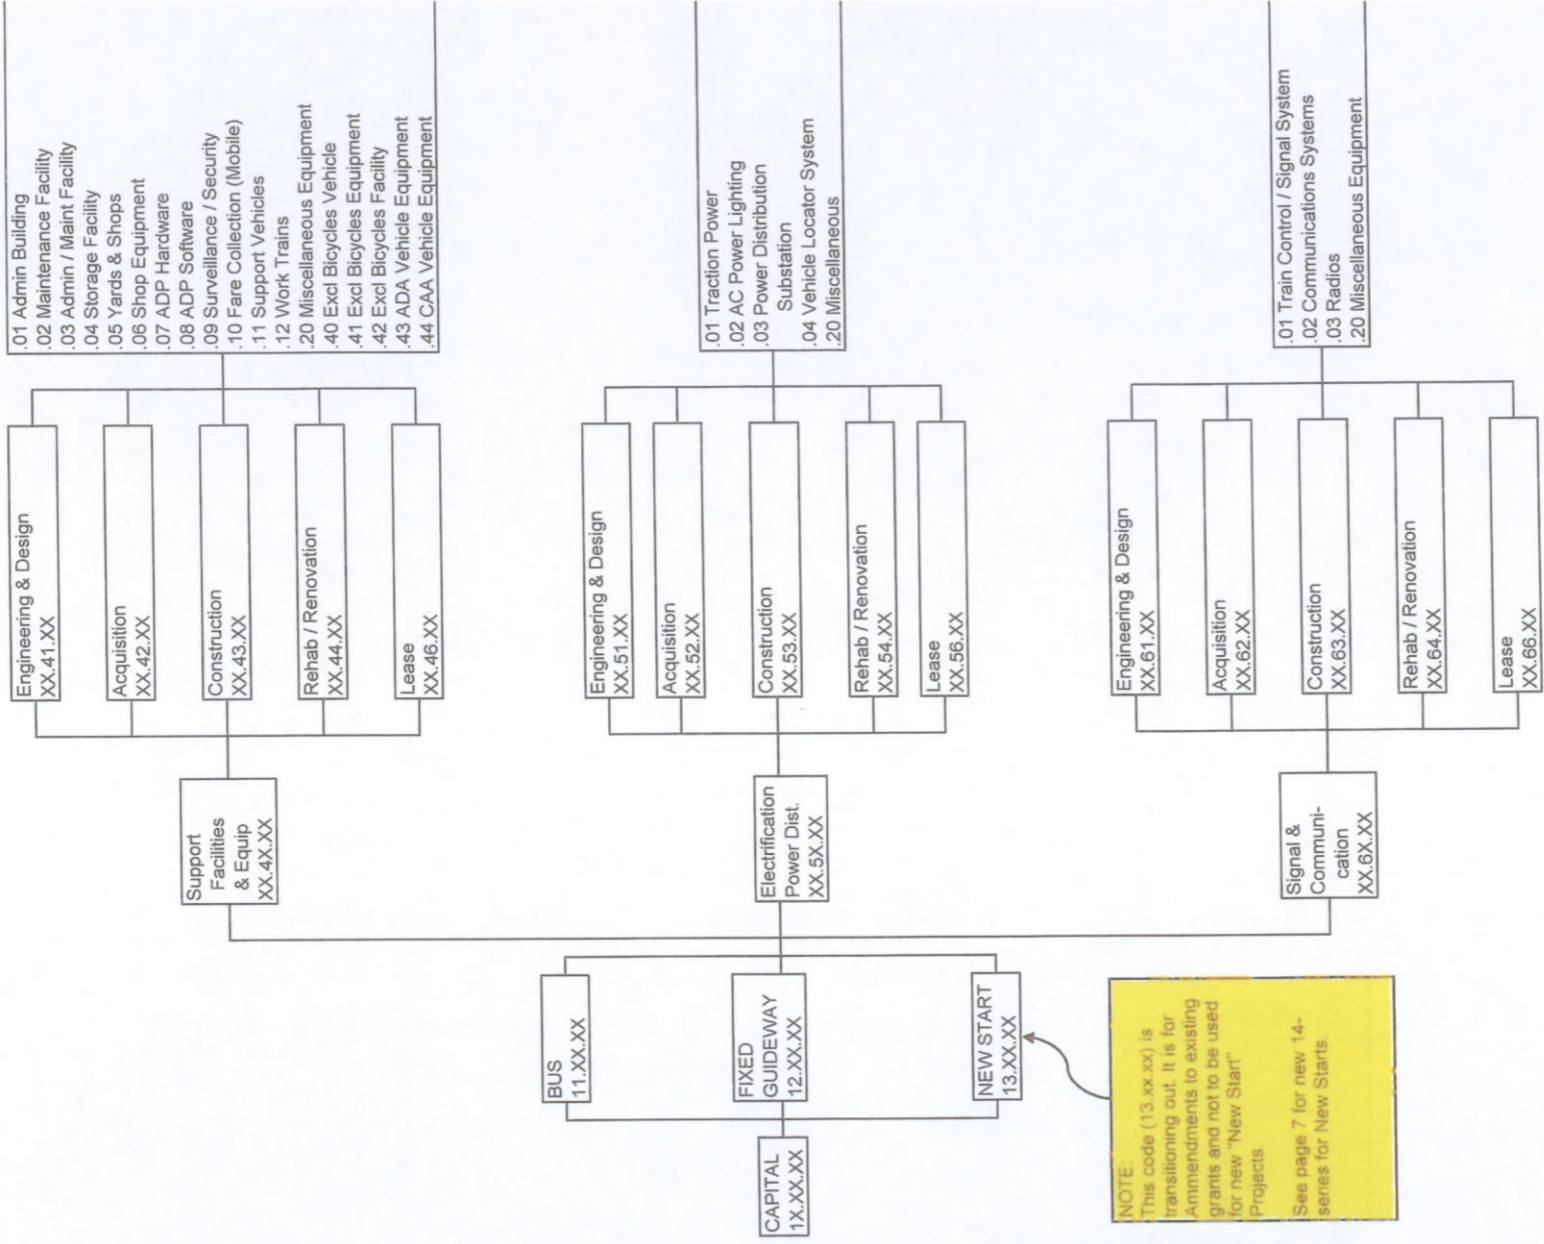 CAPITAL
1X.XX.XX
BUS
11.XX.XX
FIXED
GUIDEWAY
12.XX.XX
NEW START
13.XX.XX
NOTE:
This code (13.xx.xx) is
transitioning out. It is for
Ammendments to existing
grants and not to be used
for new "New Start"
Projects.
See page 7 for new 14-
series for New Starts.
Support
Facilities
& Equip
XX.4X.XX
Engineering & Design
XX.41.XX
Acquisition
XX.42.XX
Construction
XX.43.XX
Rehab / Renovation
XX.44.XX
Lease
XX.46.XX
.01 Admin Building
.02 Maintenance Facility
.03 Admin / Maint Facility
.04 Storage Facility
.05 Yards & Shops
.06 Shop Equipment
.07 ADP Hardware
.08 ADP Software
.09 Surveillance / Security
.10 Fare Collection (Mobile)
.11 Support Vehicles
.12 Work Trains
.20 Miscellaneous Equipment
.40 Excl Bicycles Vehicle
.41 Excl Bicycles Equipment
.42 Excl Bicycles Facility
.43 ADA Vehicle Equipment
.44 CAA Vehicle Equipment
Electrification
Power Dist.
XX.5X.XX
Engineering & Design
XX.51.XX
Acquisition
XX.52.XX
Construction
XX.53.XX
Rehab / Renovation
XX.54.XX
Lease
XX.56.XX
.01 Traction Power
.02 AC Power Lighting
.03 Power Distribution
Substation
.04 Vehicle Locator System
.20 Miscellaneous
Signal &
Communi-
cation
XX.6X.XX
Engineering & Design
XX.61.XX
Acquisition
XX.62.XX
Construction
XX.63.XX
Rehab / Renovation
XX.64.XX
Lease
XX.66.XX
.01 Train Control / Signal System
.02 Communications Systems
.03 Radios
.20 Miscellaneous Equipment